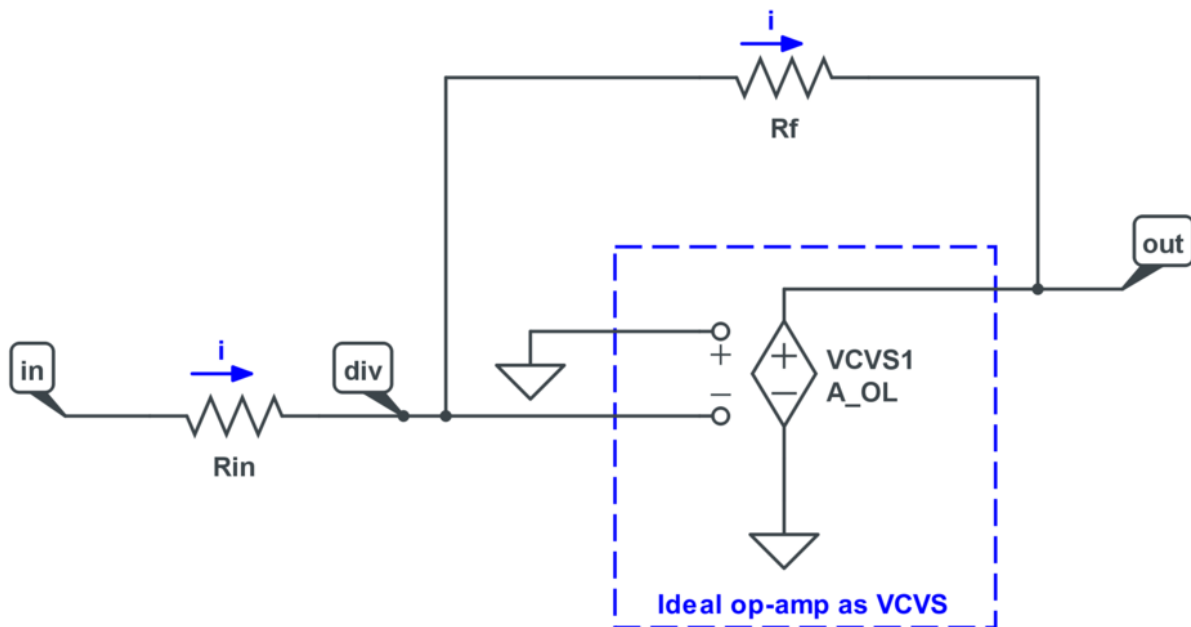 i
Rf
out
+
−
+
−
VCVS1
A_OL
in
i
Rin
div
Ideal op-amp as VCVS